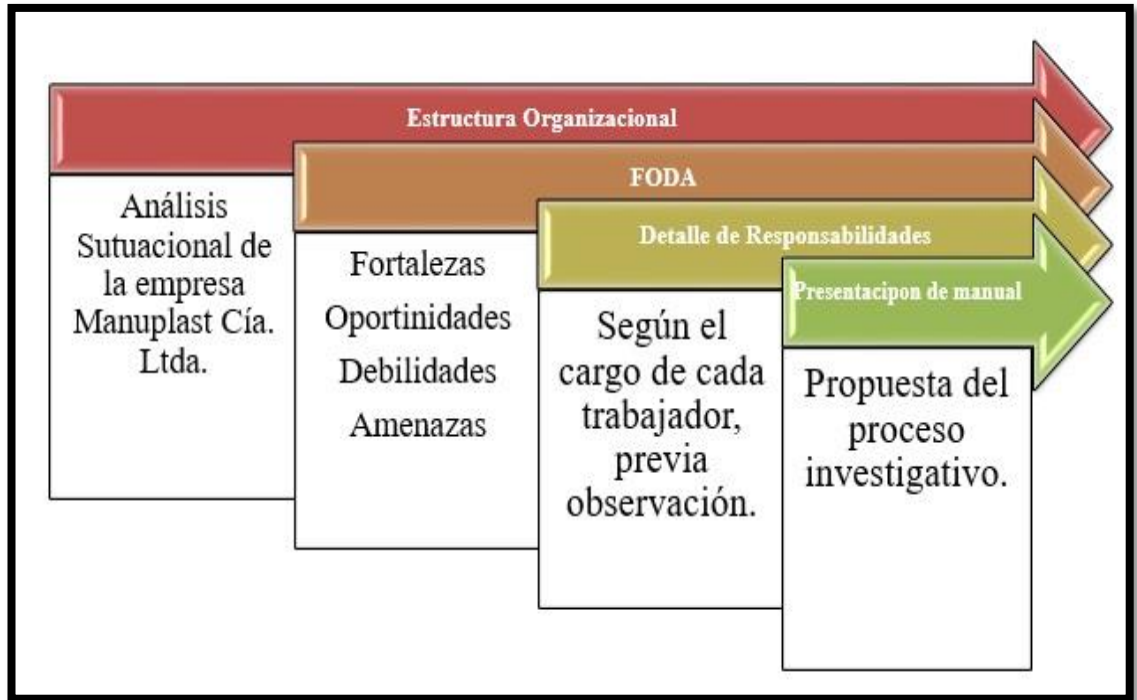 Estructura Organizacional
Análisis
Sutuacional de
la empresa
Manuplast Cía.
Ltda.
FODA
Fortalezas
Oportinidades
Debilidades
Amenazas
Detalle de Responsabilidades
Según el
cargo de cada
trabajador,
previa
observación.
Presentacipon de manual
Propuesta del
proceso
investigativo.